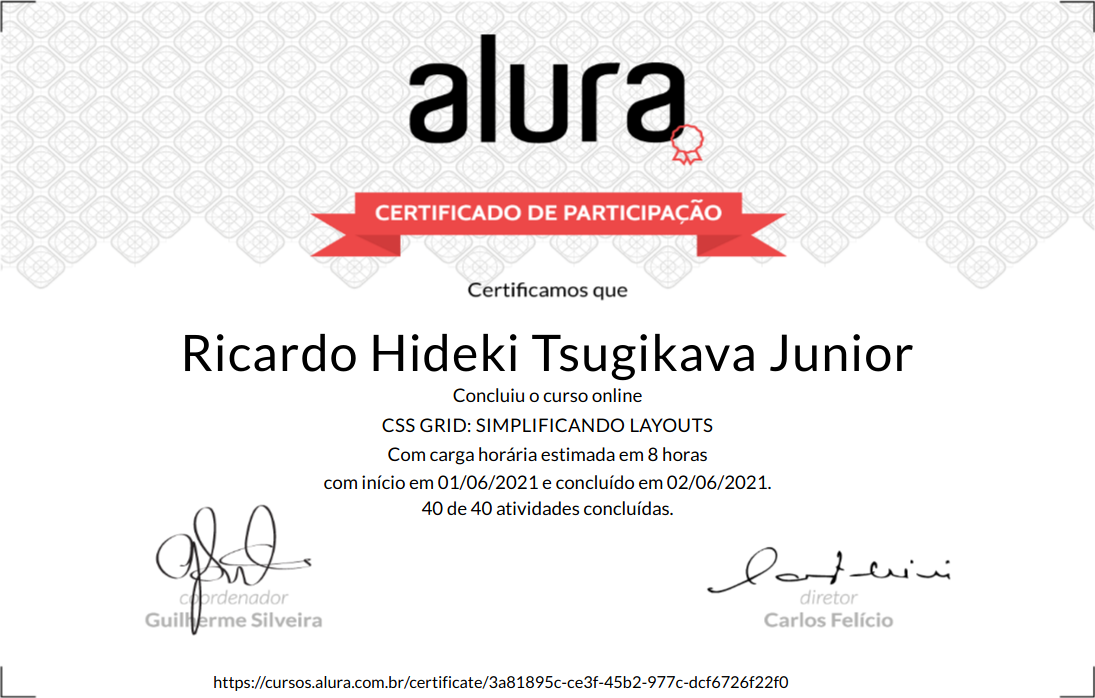 alura
CERTIFICADO DE PARTICIPAÇÃO
Certificamos que
Ricardo Hideki Tsugikava Junior
Concluiu o curso online
CSS GRID: SIMPLIFICANDO LAYOUTS
Com carga horária estimada em 8 horas
com início em 01/06/2021 e concluído em 02/06/2021.
40 de 40 atividades concluídas.
coordenador
Guilherme Silveira
diretor
Carlos Felício
https://cursos.alura.com.br/certificate/3a81895c-ce3f-45b2-977c-dcf6726f22f0